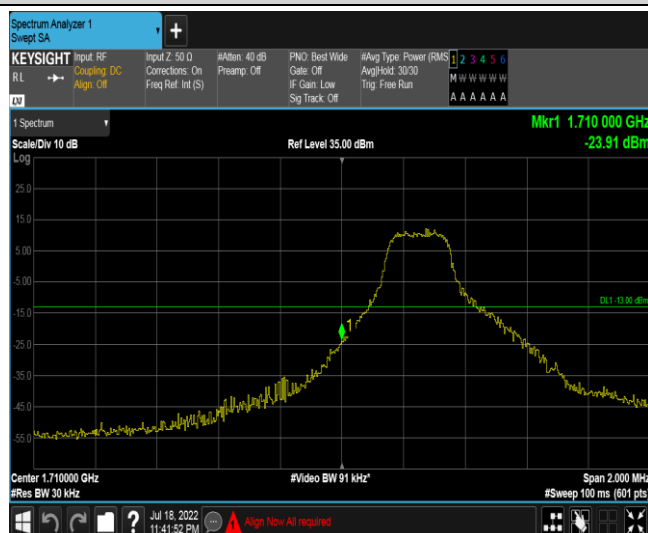 Spectrum Analyzer 1
Swept SA
KEYSIGHT
RL
LXI
Input: RF
Coupling: DC
Align: Off
Input Z: 50 Ω
Corrections: On
Freq Ref: Int (S)
#Atten: 40 dB
Preamp: Off
PNO: Best Wide
Gate: Off
IF Gain: Low
Sig Track: Off
#Avg Type: Power (RMS
Avg|Hold: 30/30
Trig: Free Run
1 2 3 4 5 6
M W W W W W
A A A A A A
1 Spectrum
Mkr1 1.710 000 GHz
Scale/Div 10 dB
Ref Level 35.00 dBm
-23.91 dBm
Log
25.0
15.0
5.00
-5.00
DL1 -13.00 dBm
-15.0
1
-25.0
-35.0
-45.0
-55.0
Center 1.710000 GHz
#Video BW 91 kHz*
Span 2.000 MHz
#Res BW 30 kHz
#Sweep 100 ms (601 pts)
Jul 18, 2022
11:41:52 PM
Align Now All required